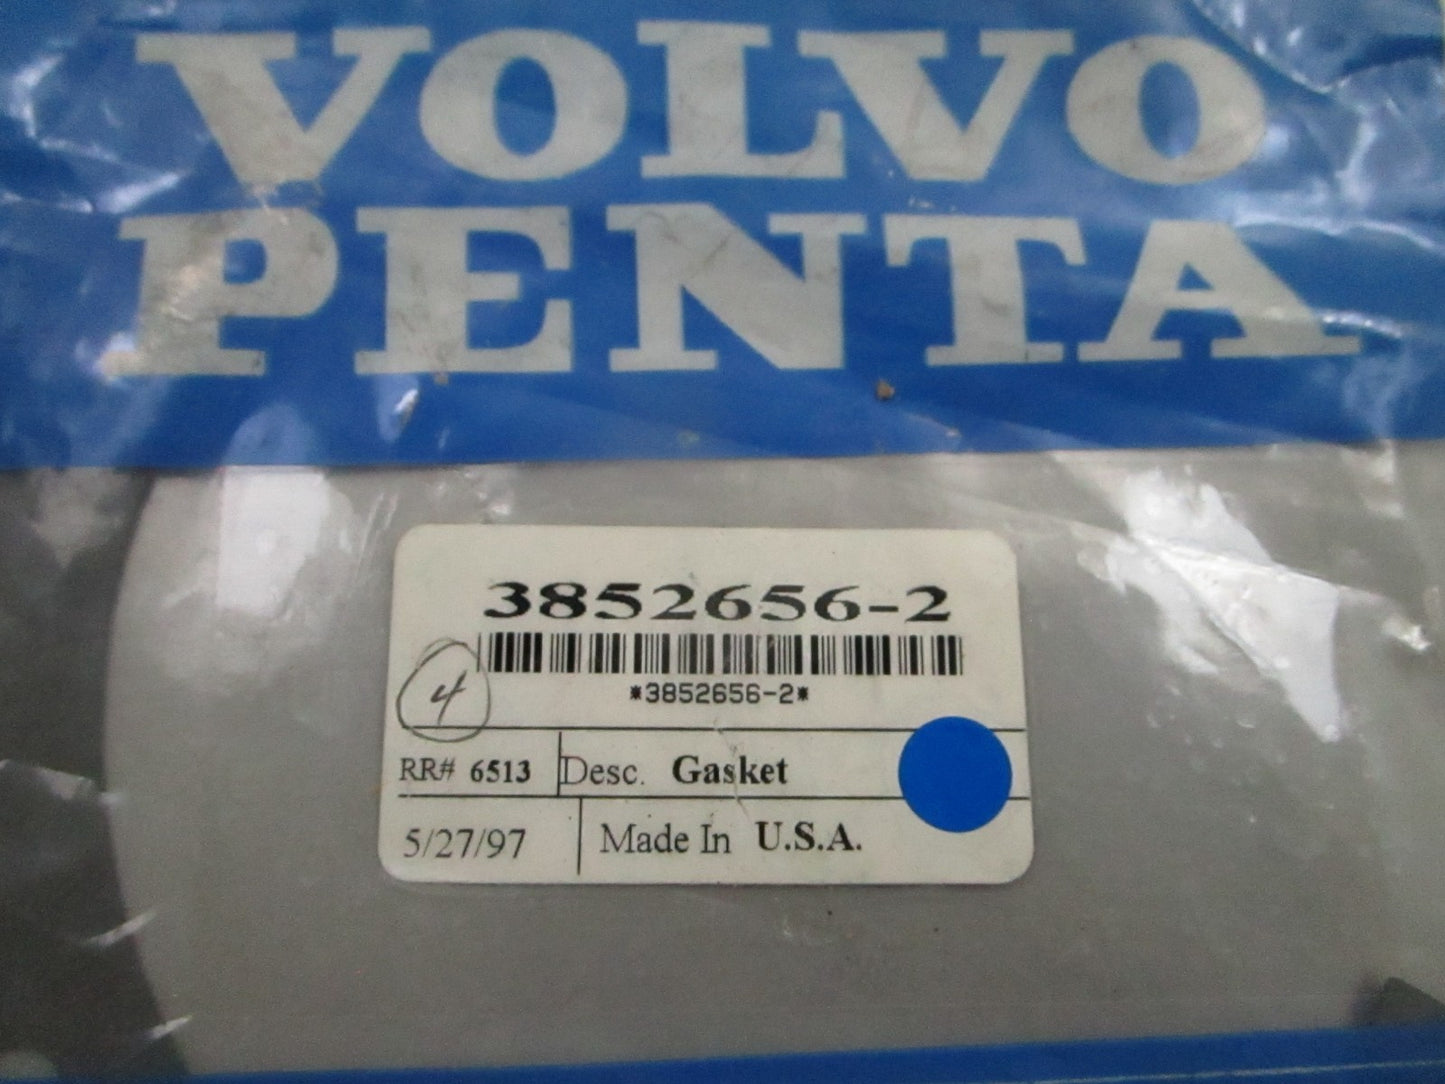 VOLVO
PENTA
3852656-2
*3852656-2*
4
RR# 6513 Desc. Gasket
5/27/97 Made In U.S.A.